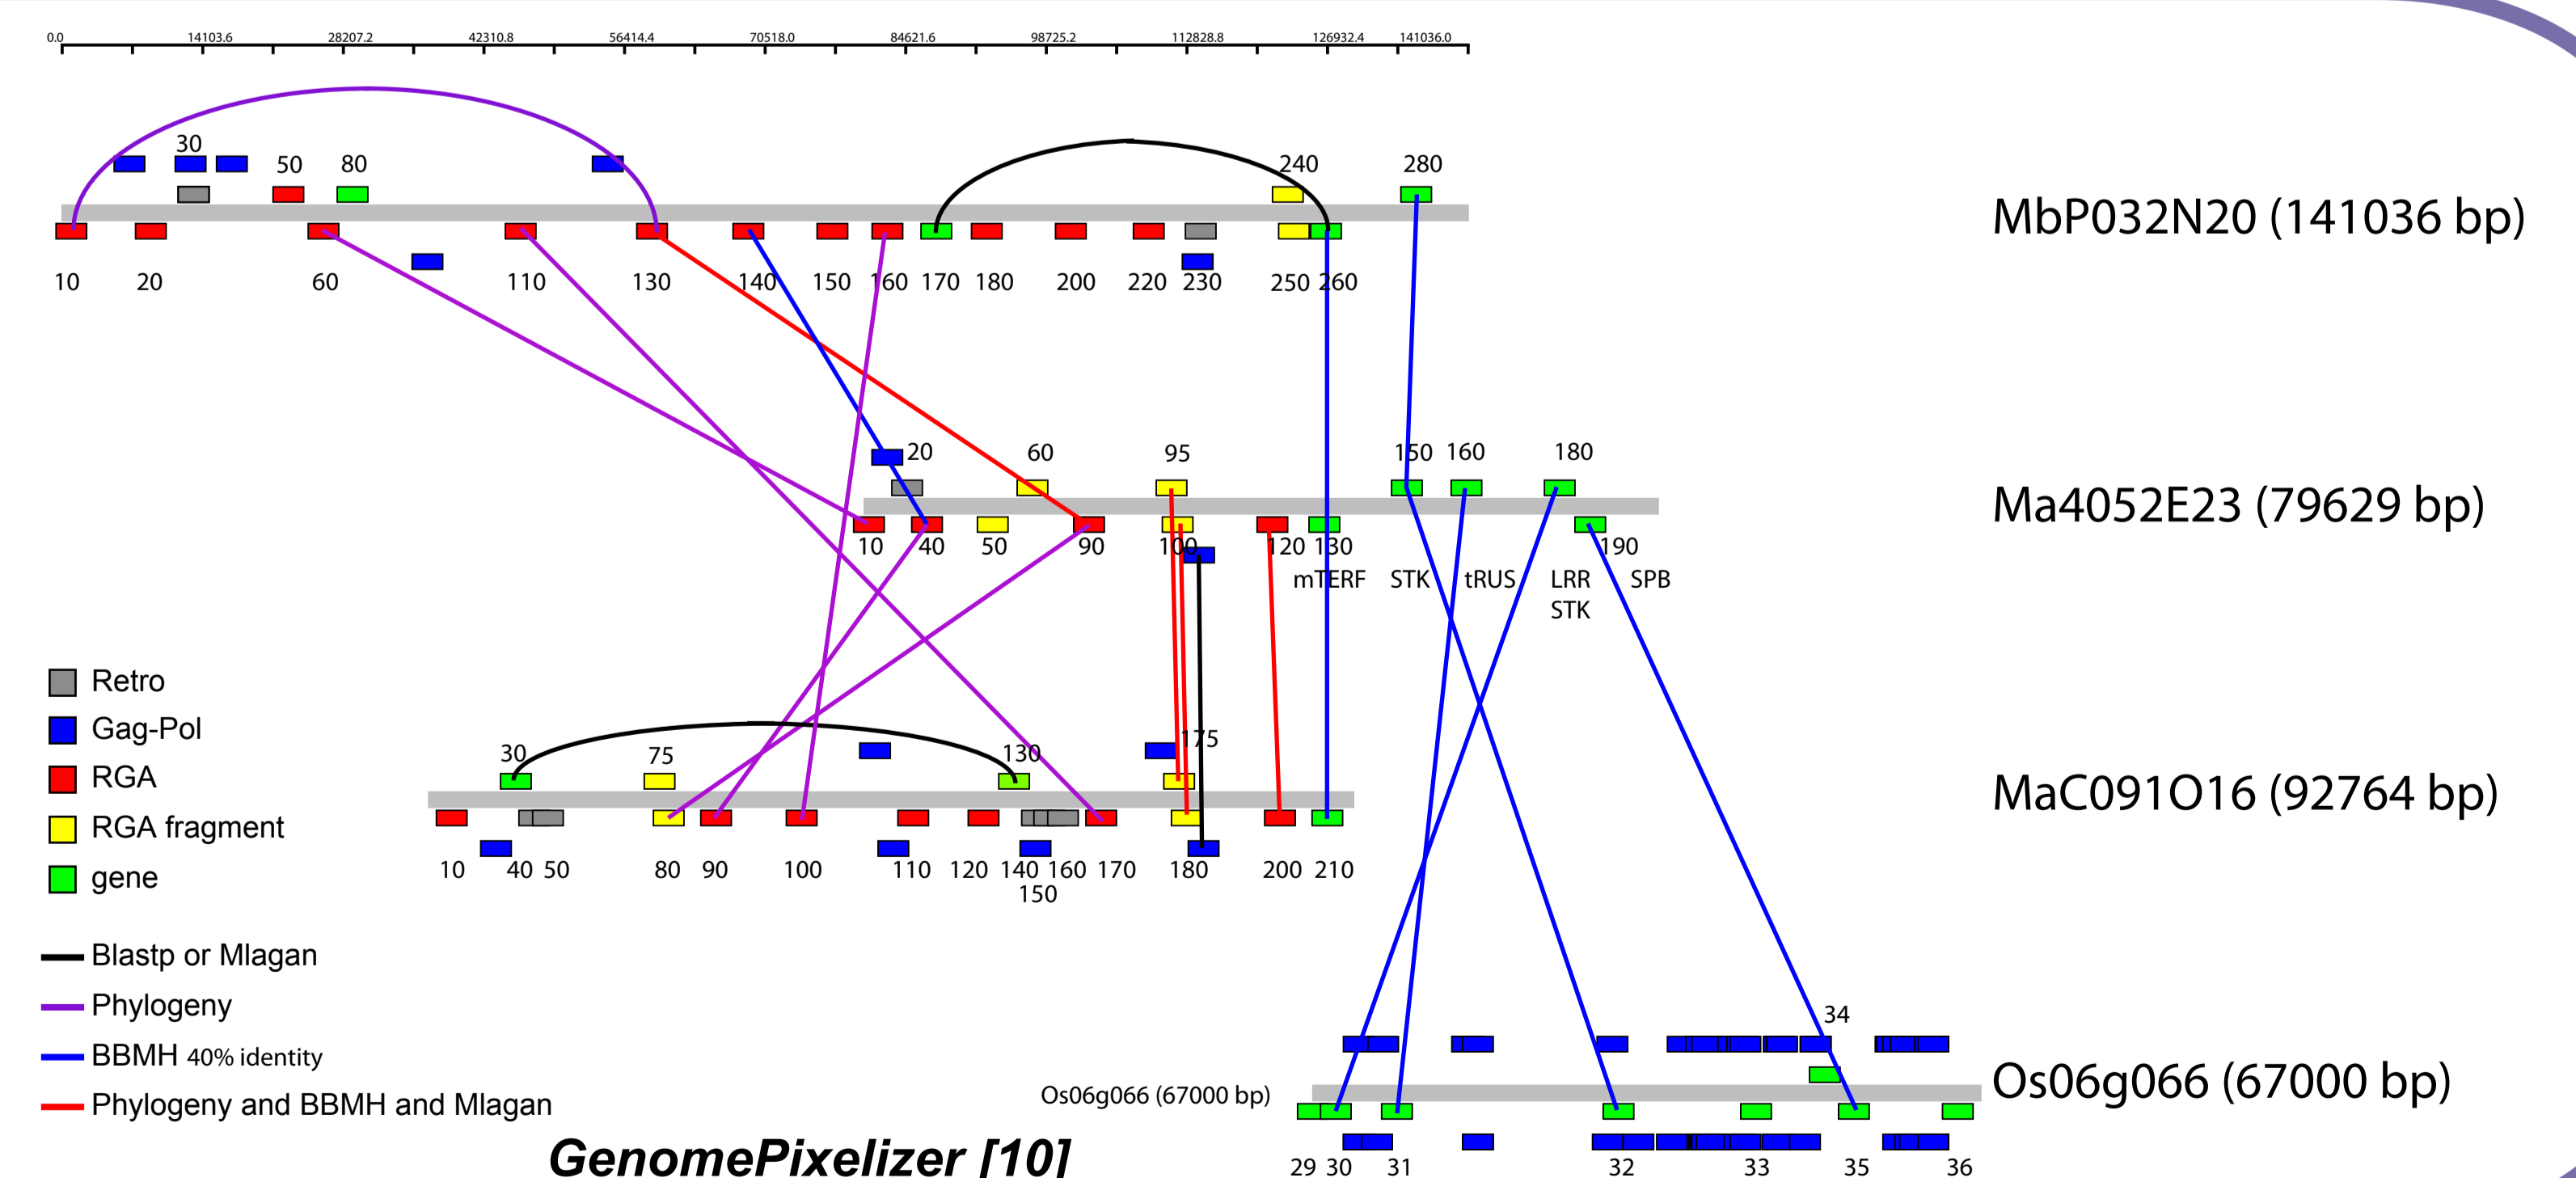 0.0 14103.6 28207.2 42310.8 56414.4 70518.0 84621.6 98725.2 112828.8 126932.4 141036.0
30 50 80 240 280
MbP032N20 (141036 bp)
10 20 60 110 130 140 150 160 170 180 200 220 230 250 260
20 60 95 150 160 180
Ma4052E23 (79629 bp)
10 40 50 90 100 120 130 190
mTERF STK tRUS LRR SPB
STK
Retro
Gag-Pol
RGA
RGA fragment
gene
30 75 130 175
MaC091O16 (92764 bp)
10 40 50 80 90 100 110 120 140 160 170 180 200 210
150
Blastp or Mlagan
Phylogeny
BBMH 40% identity
Phylogeny and BBMH and Mlagan
34
Os06g066 (67000 bp)
Os06g066 (67000 bp)
29 30 31 32 33 35 36
GenomePixelizer [10]